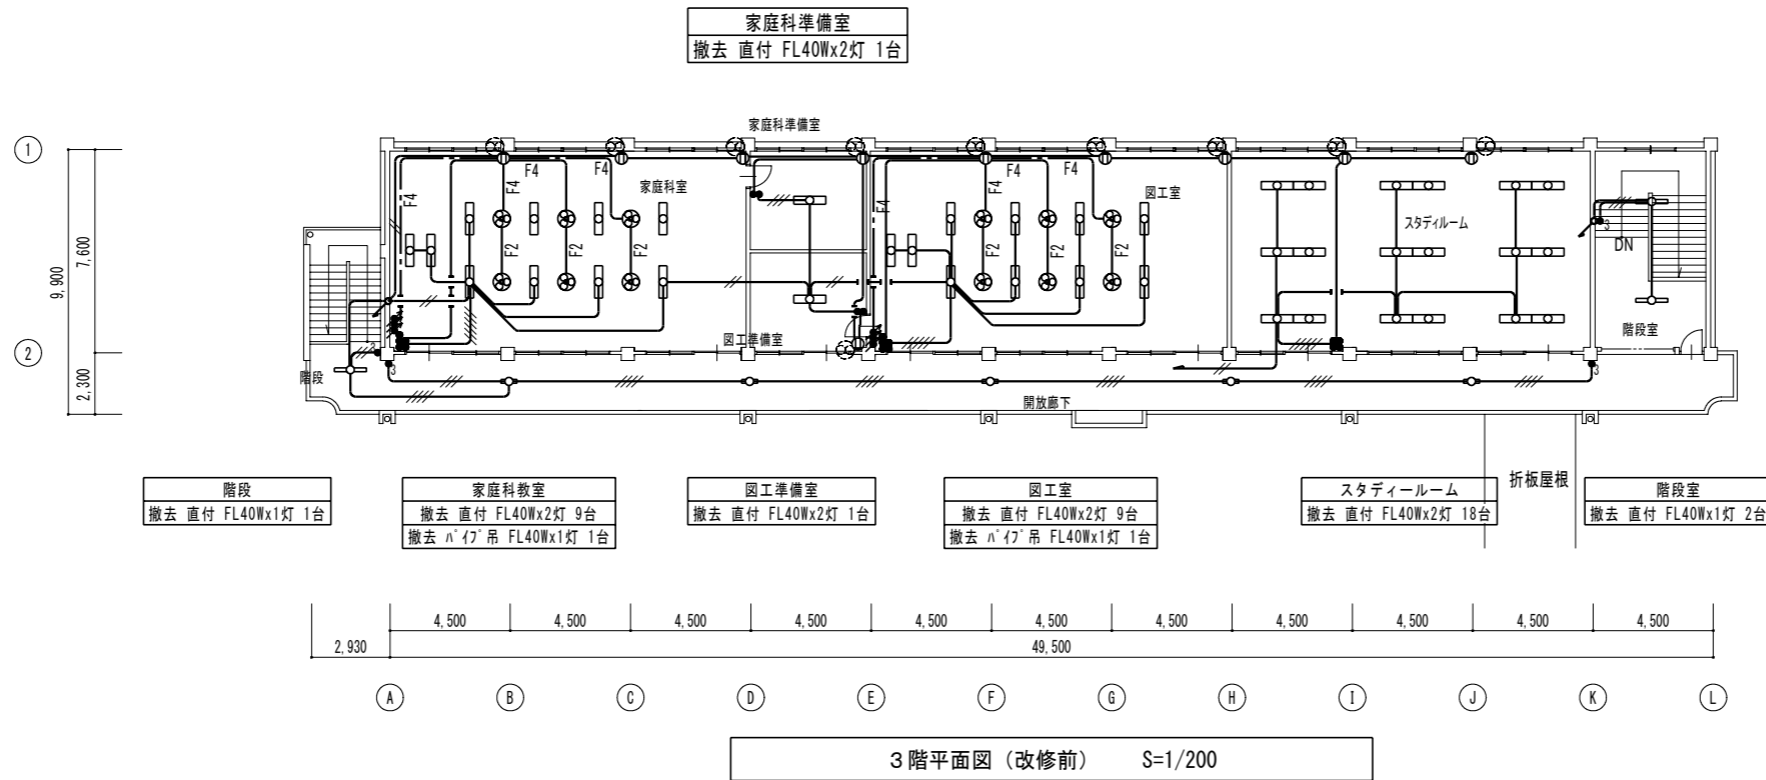 家庭科準備室
撤去 直付 FL40Wx2灯 1台
家庭科準備室
1
F4
F4
F4
F4
F4
F4
家庭科室
F4
F4
F4
F4
図工室
スタディルーム
3
DN
F2
F2
F2
F2
F2
F2
9,900
7,600
2,300
2
図工準備室
階段室
階段
3
3
3
開放廊下
折板屋根
階段
撤去 直付 FL40Wx1灯 1台
家庭科教室
撤去 直付 FL40Wx2灯 9台
撤去 パイプ吊 FL40Wx1灯 1台
図工準備室
撤去 直付 FL40Wx2灯 1台
図工室
撤去 直付 FL40Wx2灯 9台
撤去 パイプ吊 FL40Wx1灯 1台
スタディールーム
撤去 直付 FL40Wx2灯 18台
階段室
撤去 直付 FL40Wx1灯 2台
4,500 4,500 4,500 4,500 4,500 4,500 4,500 4,500 4,500 4,500 4,500
2,930 49,500
A B C D E F G H I J K L
3階平面図（改修前） S=1/200